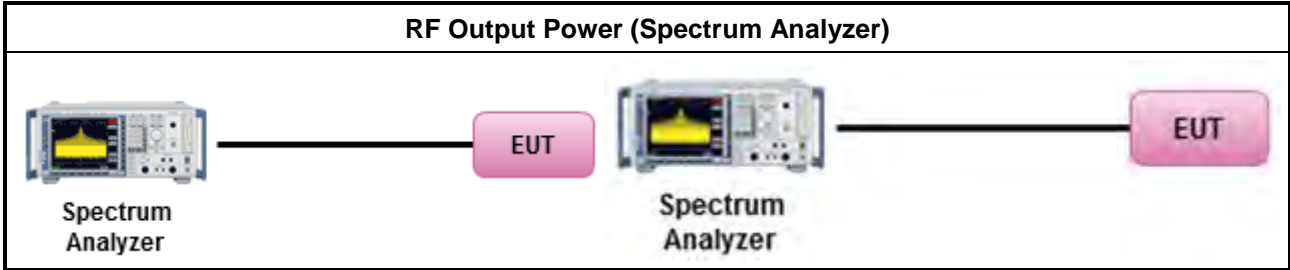 RF Output Power (Spectrum Analyzer)
EUT
Spectrum
Analyzer
EUT
Spectrum
Analyzer